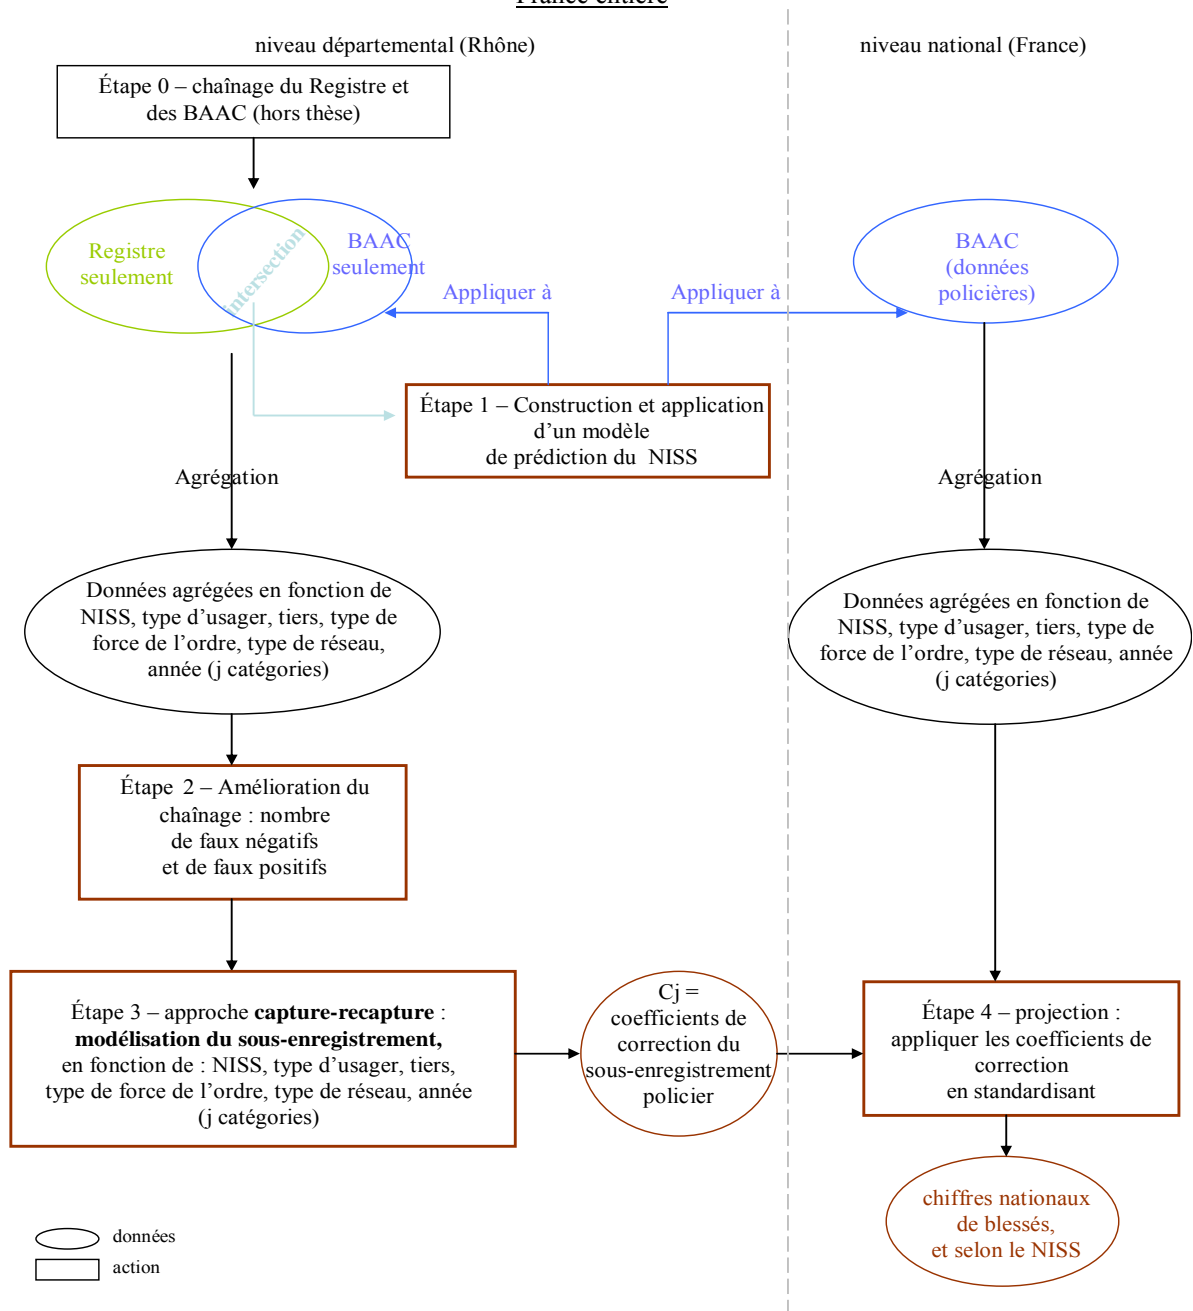 France entière
niveau départemental (Rhône)
niveau national (France)
Étape 0 – chaînage du Registre et
des BAAC (hors thèse)
Registre
seulement
Intersection
BAAC
seulement
BAAC
(données
policières)
Appliquer à
Appliquer à
Étape 1 – Construction et application
d’un modèle
de prédiction du NISS
Agrégation
Agrégation
Données agrégées en fonction de
NISS, type d’usager, tiers, type de
force de l’ordre, type de réseau,
année (j catégories)
Données agrégées en fonction de
NISS, type d’usager, tiers, type de
force de l’ordre, type de réseau, année
(j catégories)
Étape 2 – Amélioration du
chaînage : nombre
de faux négatifs
et de faux positifs
Étape 3 – approche capture-recapture :
modélisation du sous-enregistrement,
en fonction de : NISS, type d’usager, tiers,
type de force de l’ordre, type de réseau, année
(j catégories)
Cj =
coefficients de
correction du
sous-enregistrement
policier
Étape 4 – projection :
appliquer les coefficients de
correction
en standardisant
chiffres nationaux
de blessés,
et selon le NISS
données
action